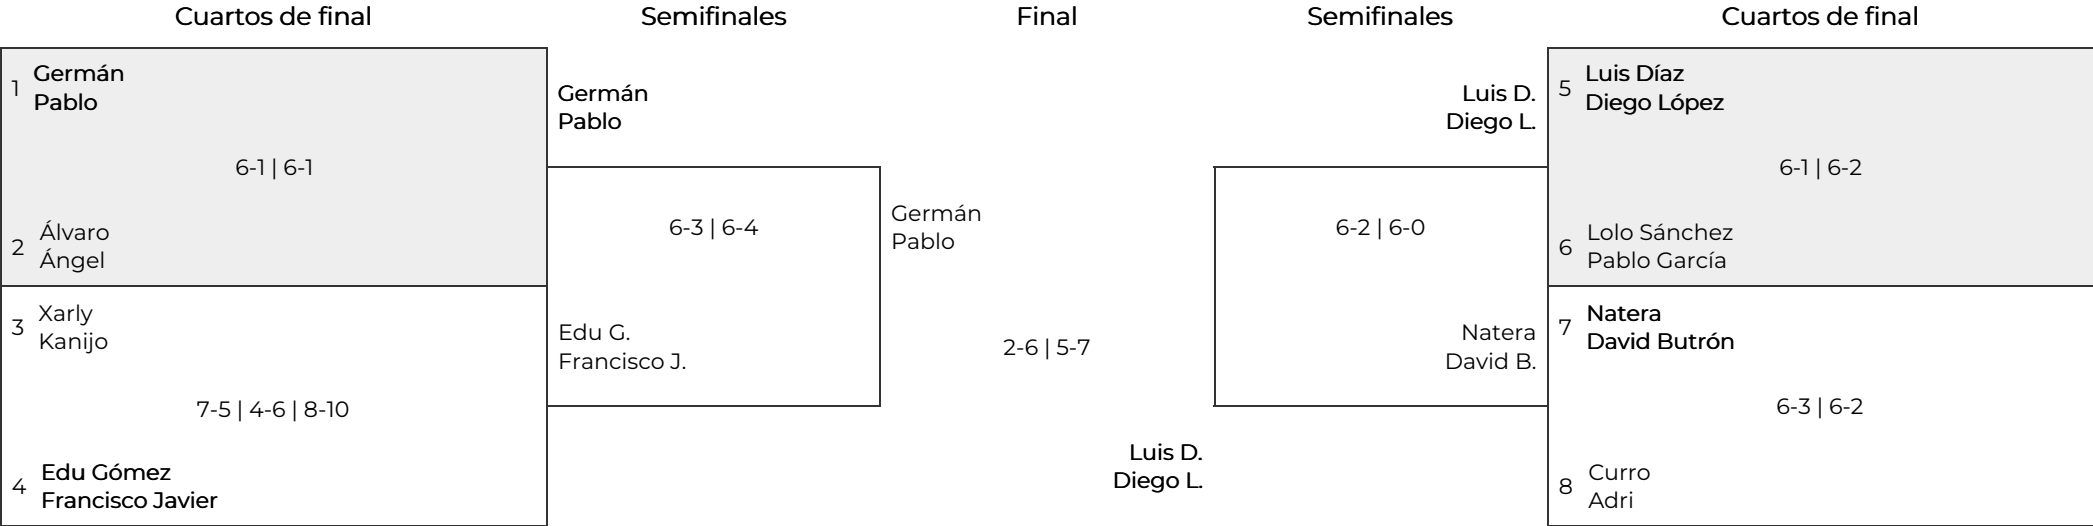 Cuartos de final
Semifinales
Final
Semifinales
Cuartos de final
1
Germán
Pablo
6-1 | 6-1
2
Álvaro
Ángel
3
Xarly
Kanijo
7-5 | 4-6 | 8-10
4
Edu Gómez
Francisco Javier
Germán
Pablo
6-3 | 6-4
Edu G.
Francisco J.
Germán
Pablo
2-6 | 5-7
Luis D.
Diego L.
Luis D.
Diego L.
6-2 | 6-0
Natera
David B.
5
Luis Díaz
Diego López
6-1 | 6-2
6
Lolo Sánchez
Pablo García
7
Natera
David Butrón
6-3 | 6-2
8
Curro
Adri